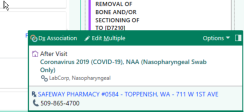 REMOVAL OF
BONE AND/OR
SECTIONING OF
TO [D7210]
Dx Association Edit Multiple Options
After Visit
Coronavirus 2019 (COVID-19), NAA (Nasopharyngeal Swab
Only)
LabCorp, Nasopharyngeal
SAFEWAY PHARMACY #0584 - TOPPENISH, WA - 711 W 1ST AVE
509-865-4700